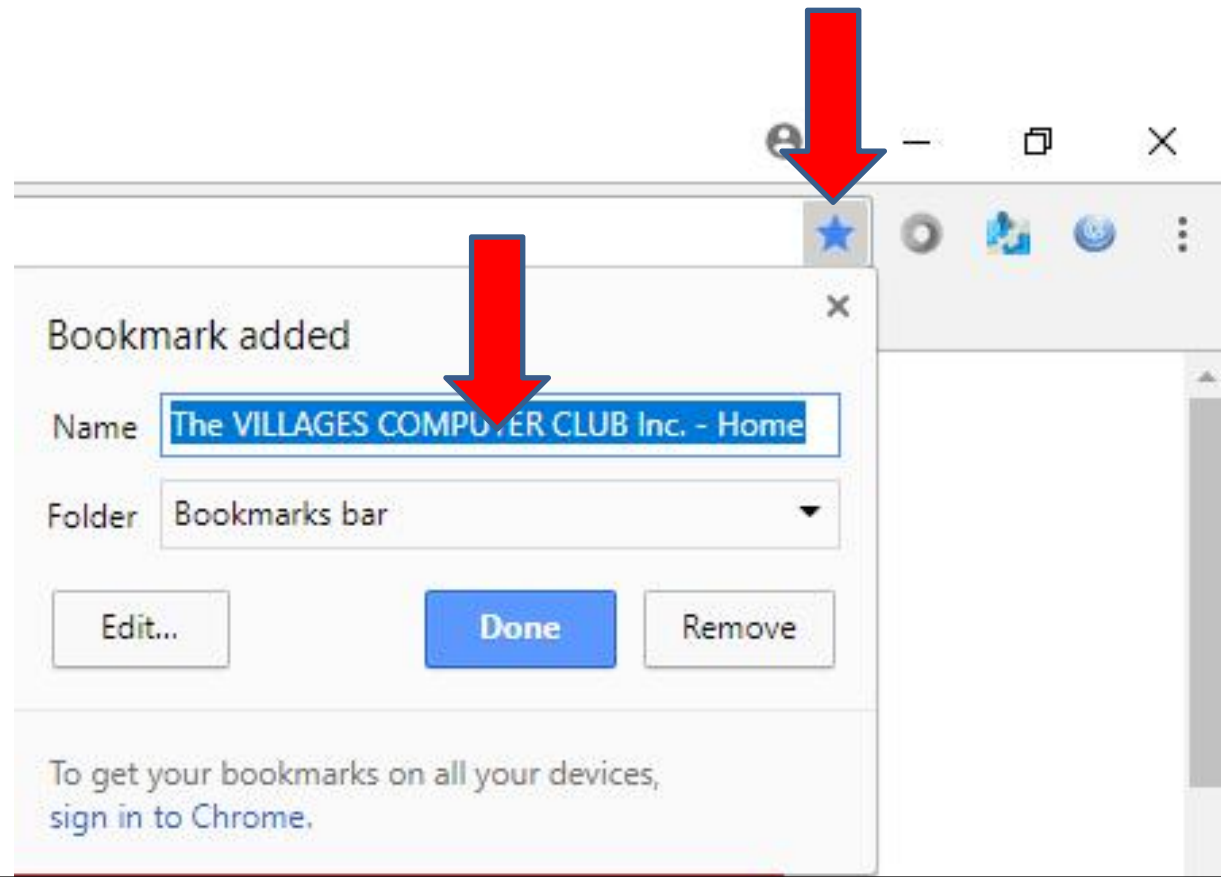 Bookmark added
Name The VILLAGES COMPUTER CLUB Inc. - Home
Folder Bookmarks bar
Edit... Done Remove
To get your bookmarks on all your devices,
sign in to Chrome.